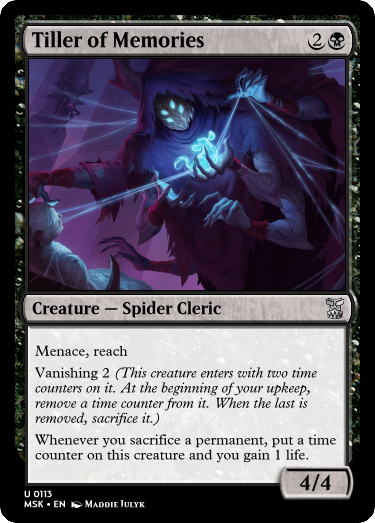 Tiller of Memories 2
Creature — Spider Cleric
Menace, reach
Vanishing 2 (This creature enters with two time
counters on it. At the beginning of your upkeep,
remove a time counter from it. When the last is
removed, sacrifice it.)
Whenever you sacrifice a permanent, put a time
counter on this creature and you gain 1 life.
4/4
U 0113
MSK • EN Maddie Julyk